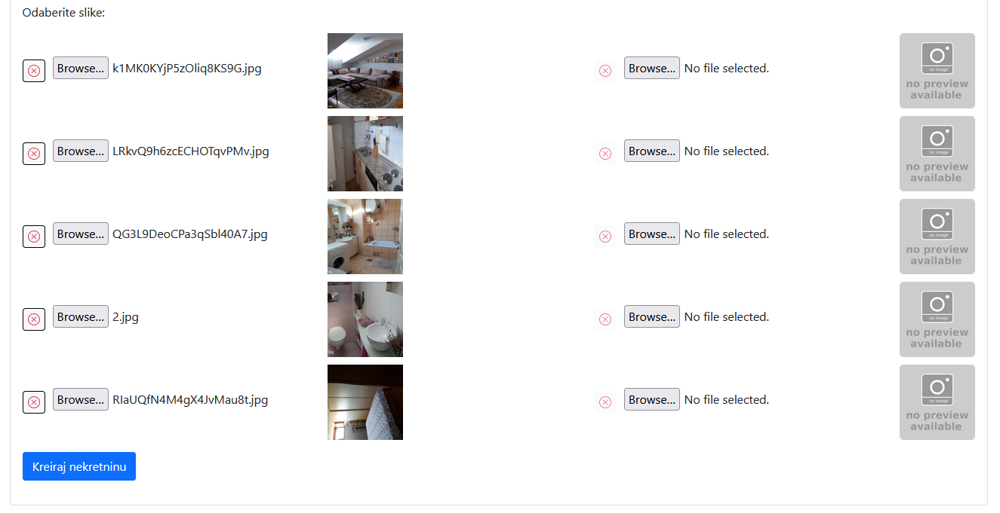 Odaberite slike:
Browse... k1MK0KYjP5zOliq8KS9G.jpg
Browse... No file selected.
no image
no preview
available
Browse... LRkvQ9h6zcECHOTqvPMv.jpg
Browse... No file selected.
no image
no preview
available
Browse... QG3L9DeoCPa3qSbl40A7.jpg
Browse... No file selected.
no image
no preview
available
Browse... 2.jpg
Browse... No file selected.
no image
no preview
available
Browse... RIaUQfN4M4gX4JvMau8t.jpg
Browse... No file selected.
no image
no preview
available
Kreiraj nekretninu